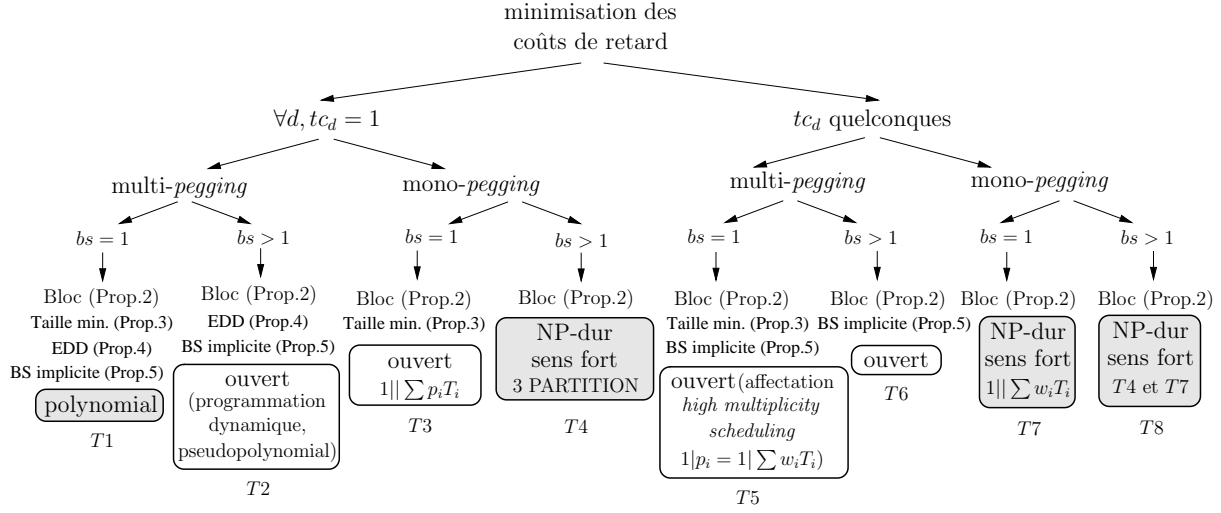 minimisation des
coûts de retard
∀d, tc_d = 1
tc_d quelconques
multi-pegging
mono-pegging
multi-pegging
mono-pegging
bs = 1
bs > 1
bs = 1
bs > 1
bs = 1
bs > 1
bs = 1
bs > 1
Bloc (Prop.2)
Taille min. (Prop.3)
EDD (Prop.4)
BS implicite (Prop.5)
polynomial
T1
Bloc (Prop.2)
EDD (Prop.4)
BS implicite (Prop.5)
ouvert
(programmation
dynamique,
pseudopolynomial)
T2
Bloc (Prop.2)
Taille min. (Prop.3)
ouvert
1|| ∑ p_iT_i
T3
Bloc (Prop.2)
NP-dur
sens fort
3 PARTITION
T4
Bloc (Prop.2)
Taille min. (Prop.3)
BS implicite (Prop.5)
ouvert (affectation
high multiplicity
scheduling
1|p_i = 1| ∑ w_iT_i)
T5
Bloc (Prop.2)
BS implicite (Prop.5)
ouvert
T6
Bloc (Prop.2)
NP-dur
sens fort
1|| ∑ w_iT_i
T7
Bloc (Prop.2)
NP-dur
sens fort
T4 et T7
T8